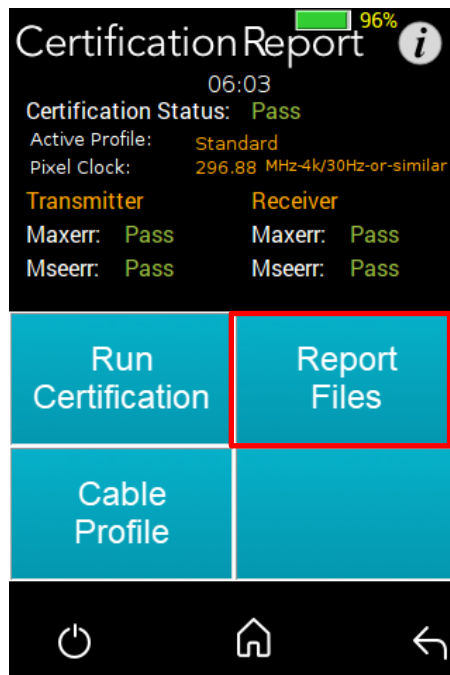 96%
Certification Report i
06:03
Certification Status: Pass
Active Profile: Standard
Pixel Clock: 296.88 MHz-4k/30Hz-or-similar
Transmitter Receiver
Maxerr: Pass Maxerr: Pass
Mseerr: Pass Mseerr: Pass
Run Certification
Report Files
Cable Profile